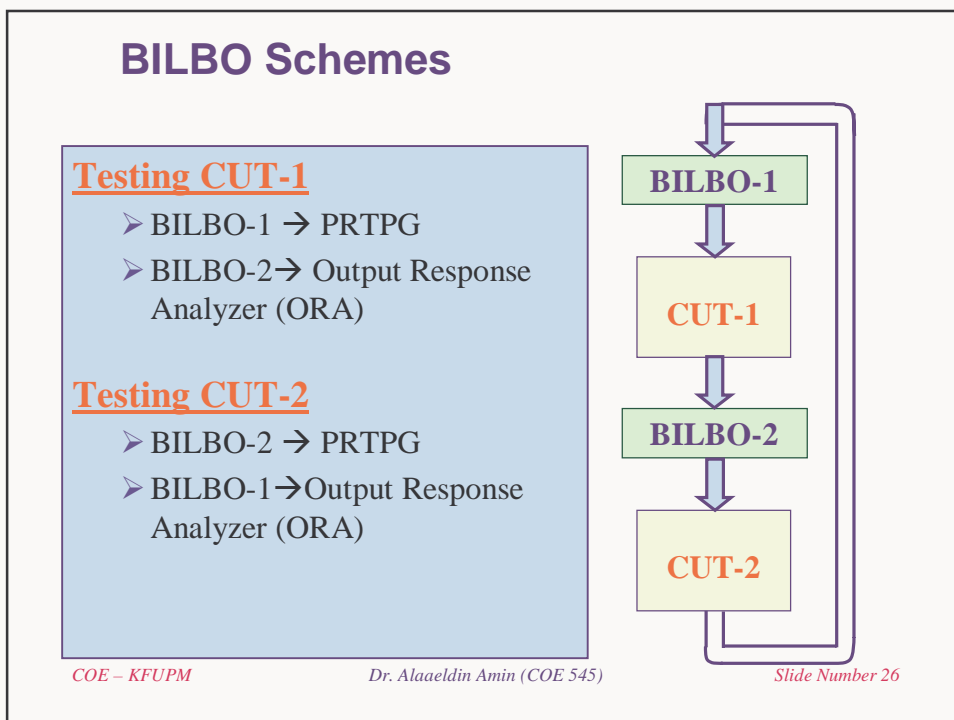 BILBO Schemes
Testing CUT-1
➢ BILBO-1 → PRTPG
➢ BILBO-2→ Output Response
Analyzer (ORA)
Testing CUT-2
➢ BILBO-2 → PRTPG
➢ BILBO-1→Output Response
Analyzer (ORA)
BILBO-1
CUT-1
BILBO-2
CUT-2
COE – KFUPM
Dr. Alaaeldin Amin (COE 545)
Slide Number 26